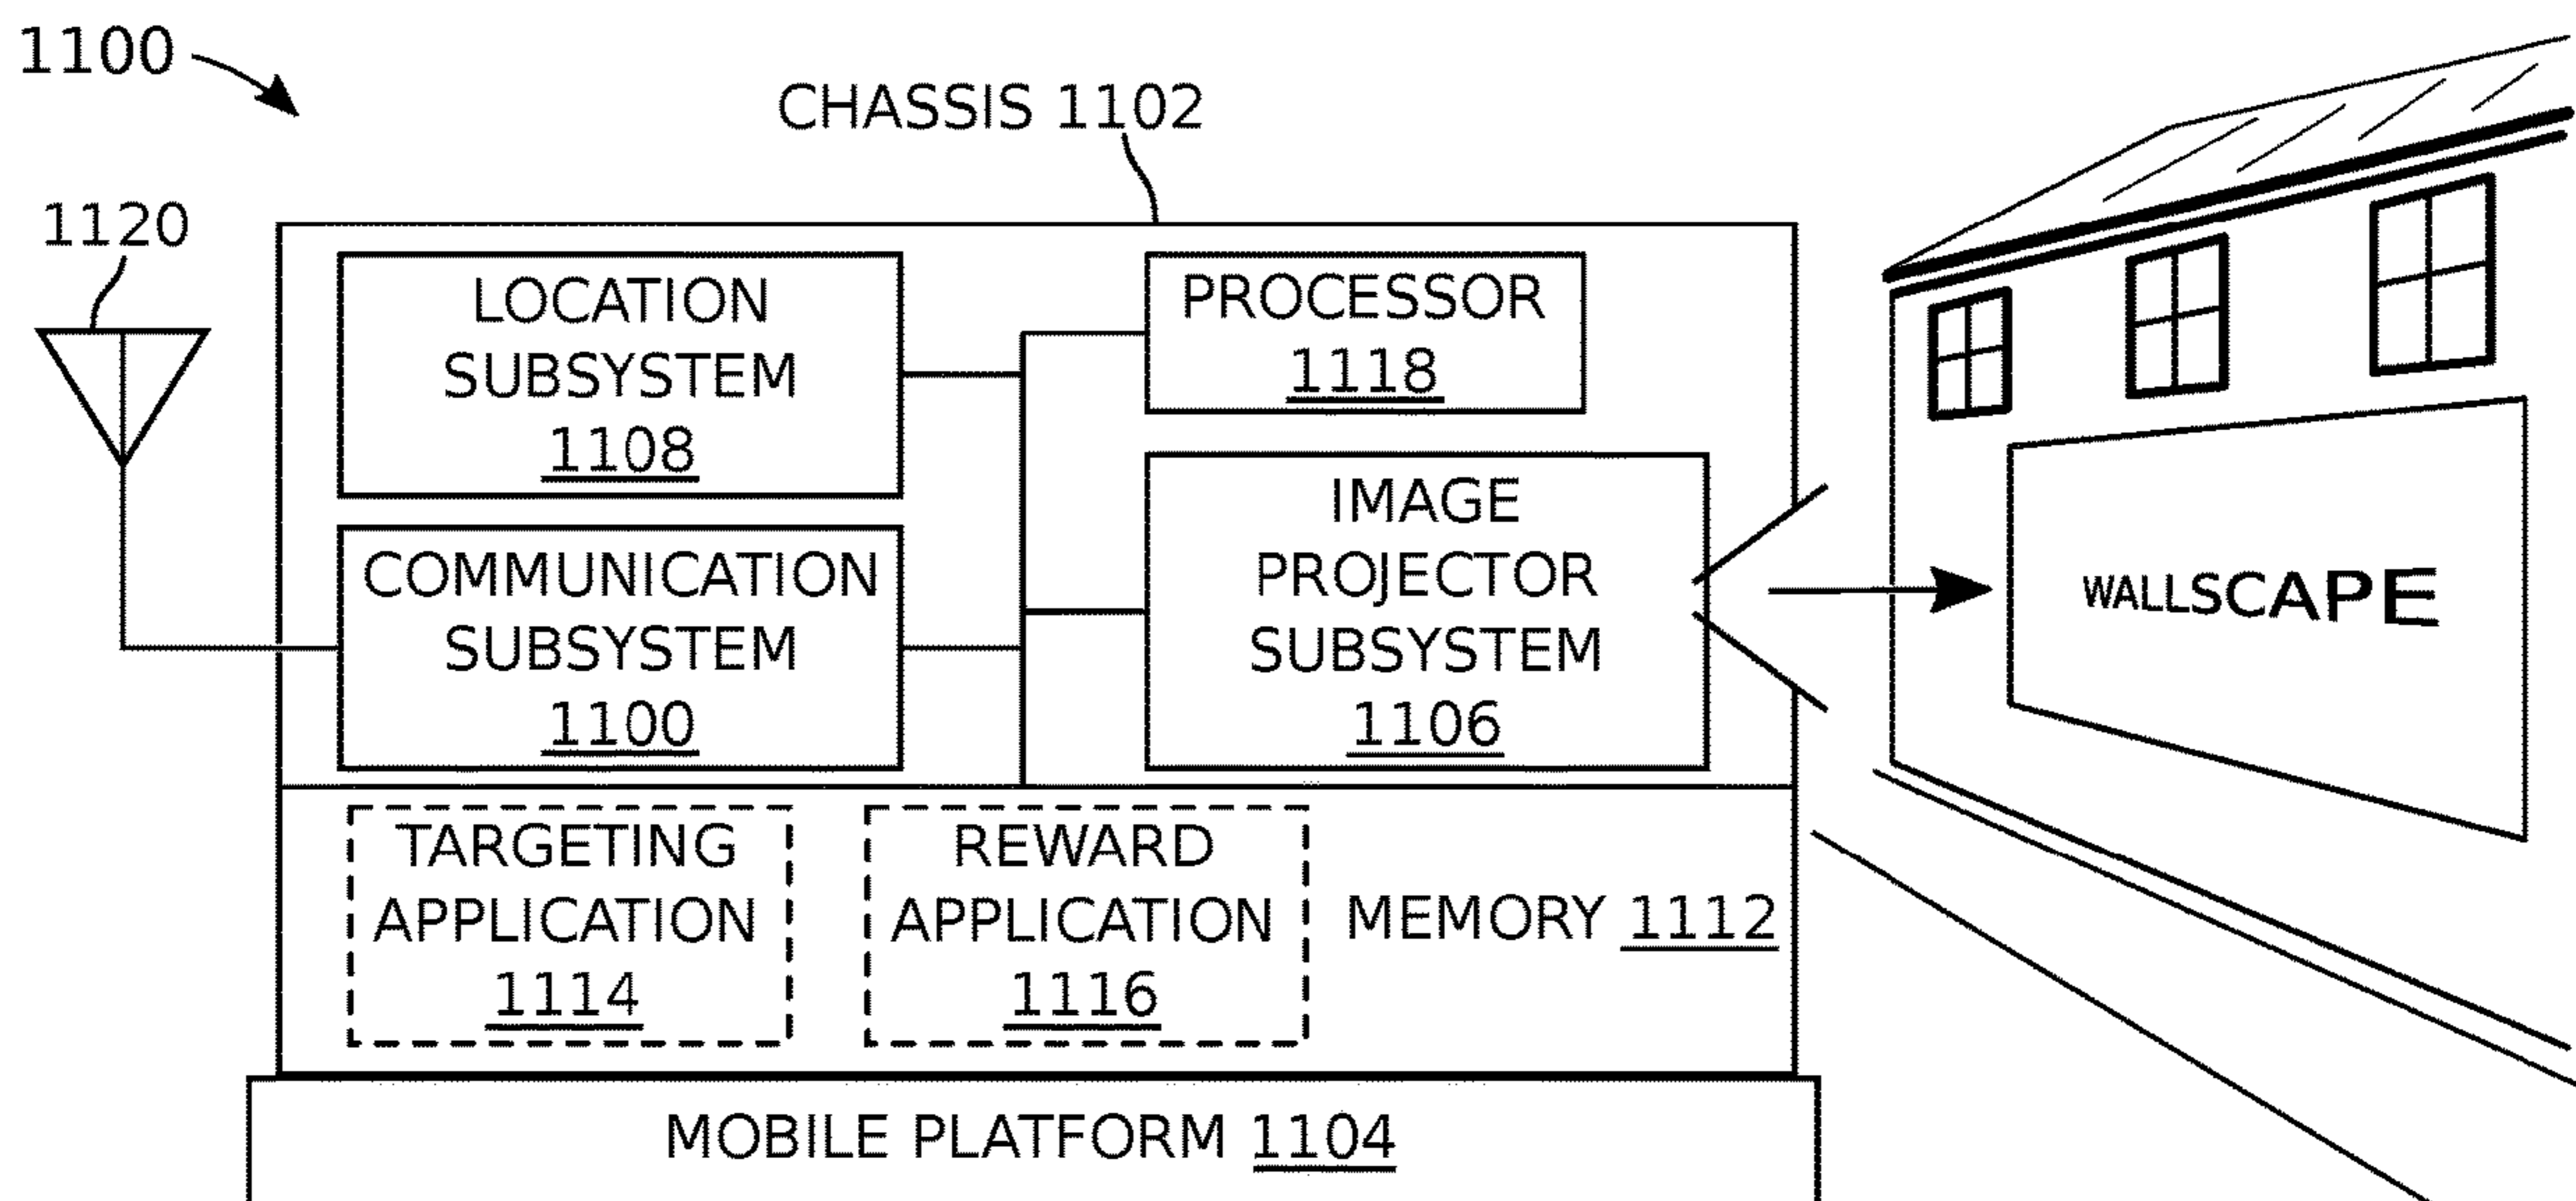 1100
CHASSIS 1102
1120
LOCATION
SUBSYSTEM
1108
PROCESSOR
1118
COMMUNICATION
SUBSYSTEM
1100
IMAGE
PROJECTOR
SUBSYSTEM
1106
WALLSCAPE
TARGETING
APPLICATION
1114
REWARD
APPLICATION
1116
MEMORY 1112
MOBILE PLATFORM 1104